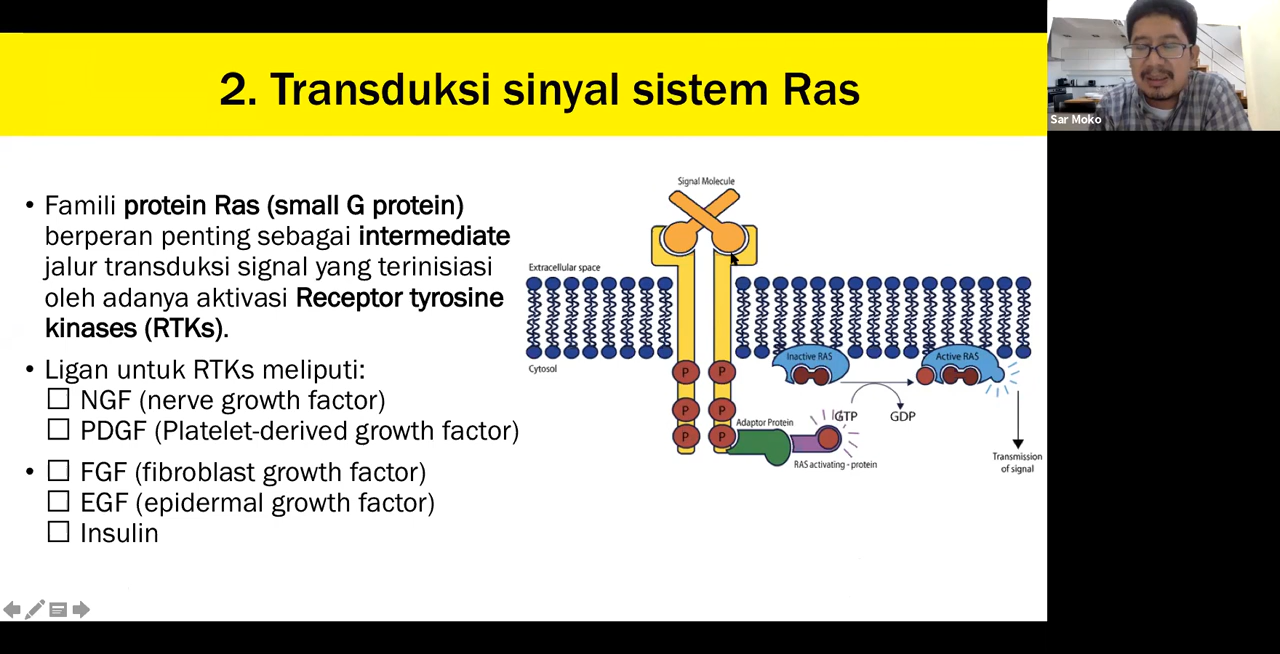 2. Transduksi sinyal sistem Ras
Sar Moko
• Famili protein Ras (small G protein)
berperan penting sebagai intermediate
jalur transduksi signal yang terinisiasi
oleh adanya aktivasi Receptor tyrosine
kinases (RTKs).
• Ligan untuk RTKs meliputi:
☐ NGF (nerve growth factor)
☐ PDGF (Platelet-derived growth factor)
• ☐ FGF (fibroblast growth factor)
☐ EGF (epidermal growth factor)
☐ Insulin
Signal Molecule
Extracellular space
Cytosol
Inactive RAS
Active RAS
P P
P P
P P
GTP
GDP
Adaptor Protein
RAS activating - protein
Transmission
of signal